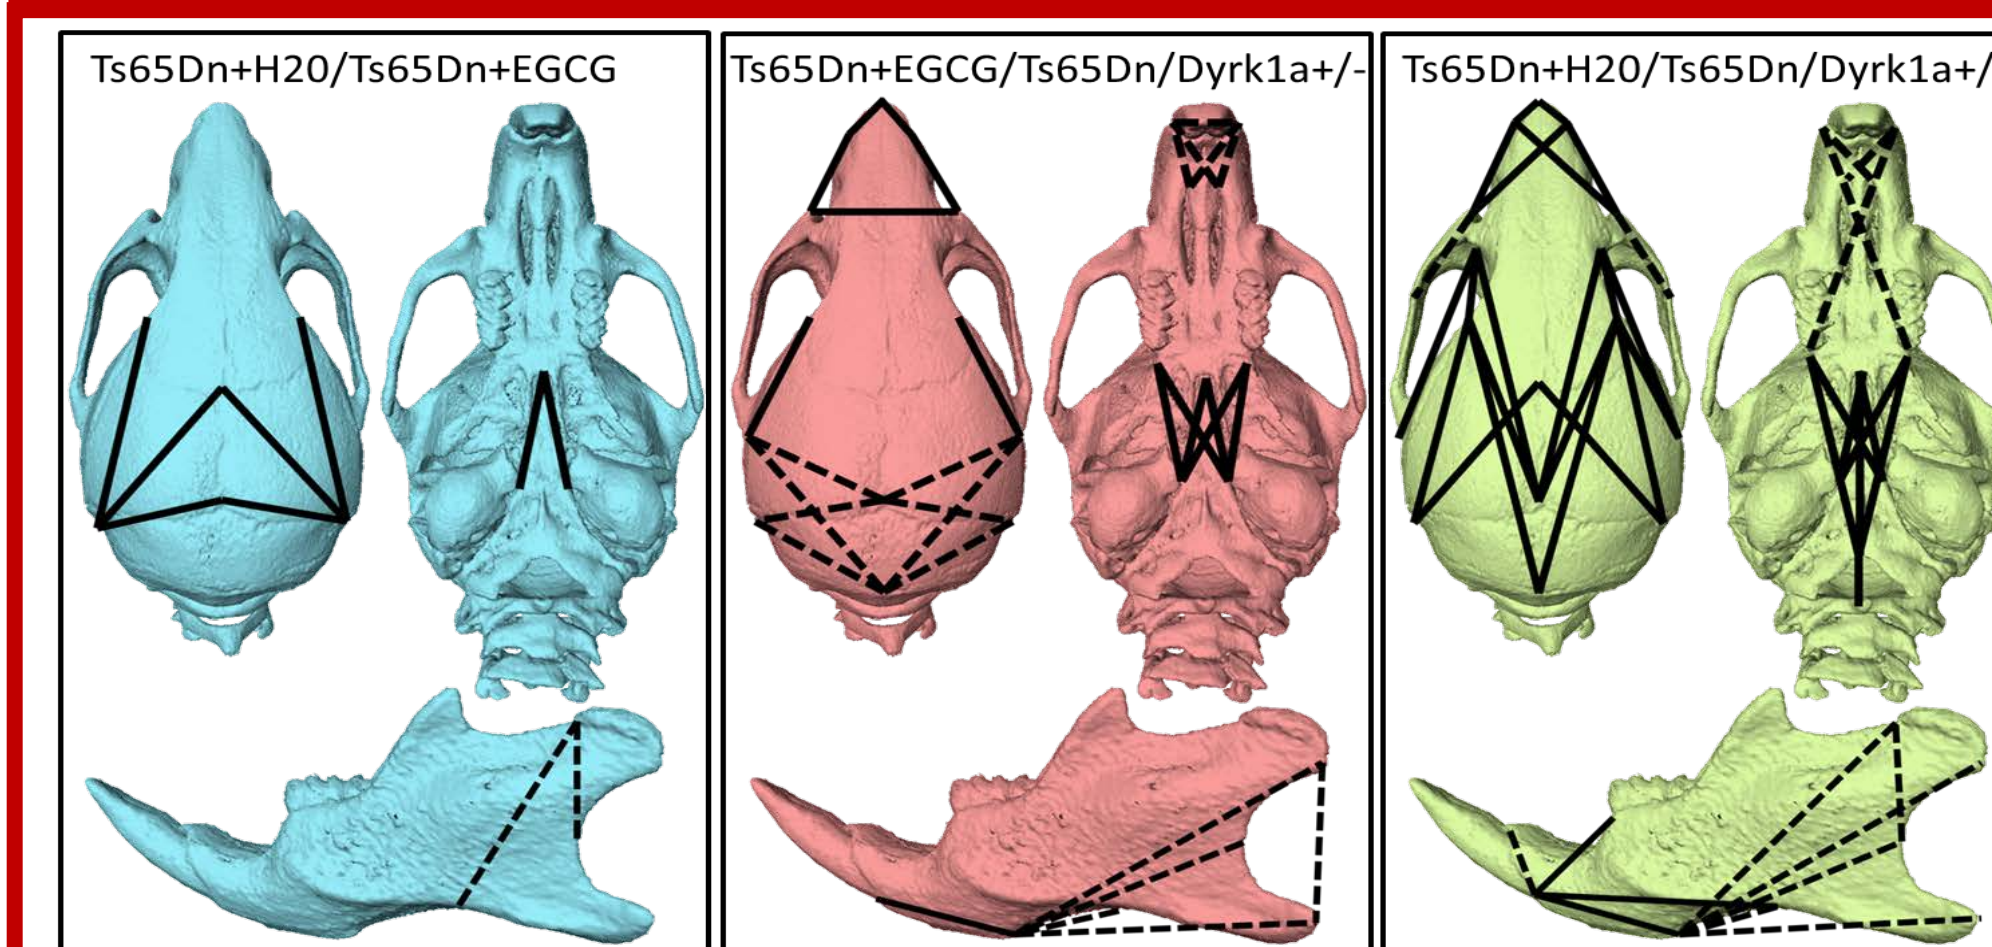 Ts65Dn+H20/Ts65Dn+EGCG
Ts65Dn+EGCG/Ts65Dn/Dyrk1a+/-
Ts65Dn+H20/Ts65Dn/Dyrk1a+/